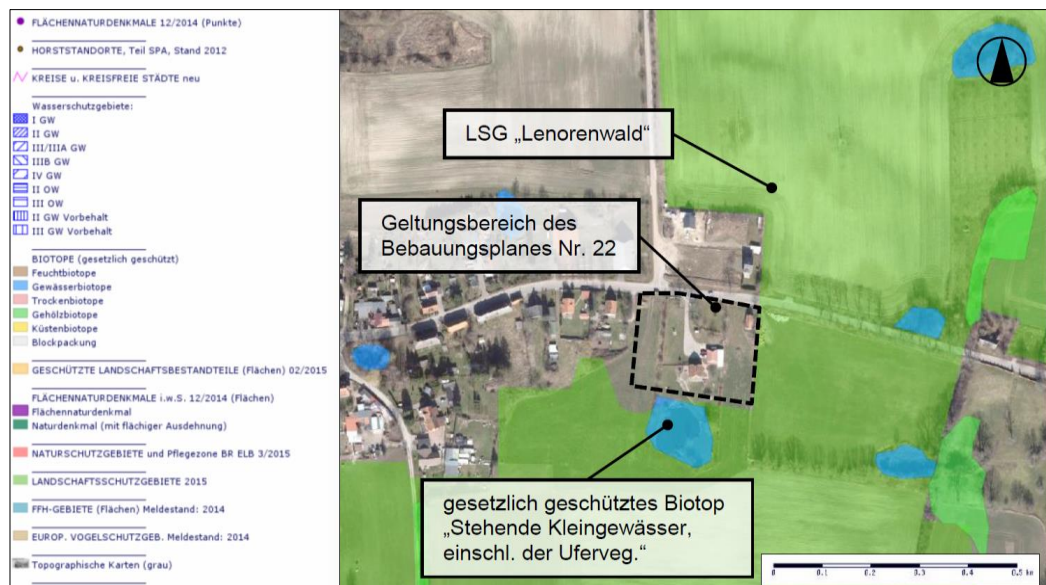 FLÄCHENNATURDENKMALE 12/2014 (Punkte)
HORSTSTANDORTE, Teil SPA, Stand 2012
KREISE u. KREISFREIE STÄDTE neu
Wasserschutzgebiete:
I GW
II GW
III/IIIA GW
IIIB GW
IV GW
II OW
III OW
II GW Vorbehalt
III GW Vorbehalt
BIOTOPE (gesetzlich geschützt)
Feuchtbiotope
Gewässerbiotope
Trockenbiotope
Gehölzbiotope
Küstenbiotope
Blockpackung
GESCHÜTZTE LANDSCHAFTSBESTANDTEILE (Flächen) 02/2015
FLÄCHENNATURDENKMALE i.w.S. 12/2014 (Flächen)
Flächennaturdenkmal
Naturdenkmal (mit flächiger Ausdehnung)
NATURSCHUTZGEBIETE und Pflegezone BR ELB 3/2015
LANDSCHAFTSSCHUTZGEBIETE 2015
FFH-GEBIETE (Flächen) Meldestand: 2014
EUROP. VOGELSCHUTZGEB. Meldestand: 2014
Topographische Karten (grau)
LSG „Lenorenwald“
Geltungsbereich des
Bebauungsplanes Nr. 22
gesetzlich geschütztes Biotop
„Stehende Kleingewässer,
einschl. der Uferveg.“
0 0.1 0.2 0.3 0.4 0.5 km